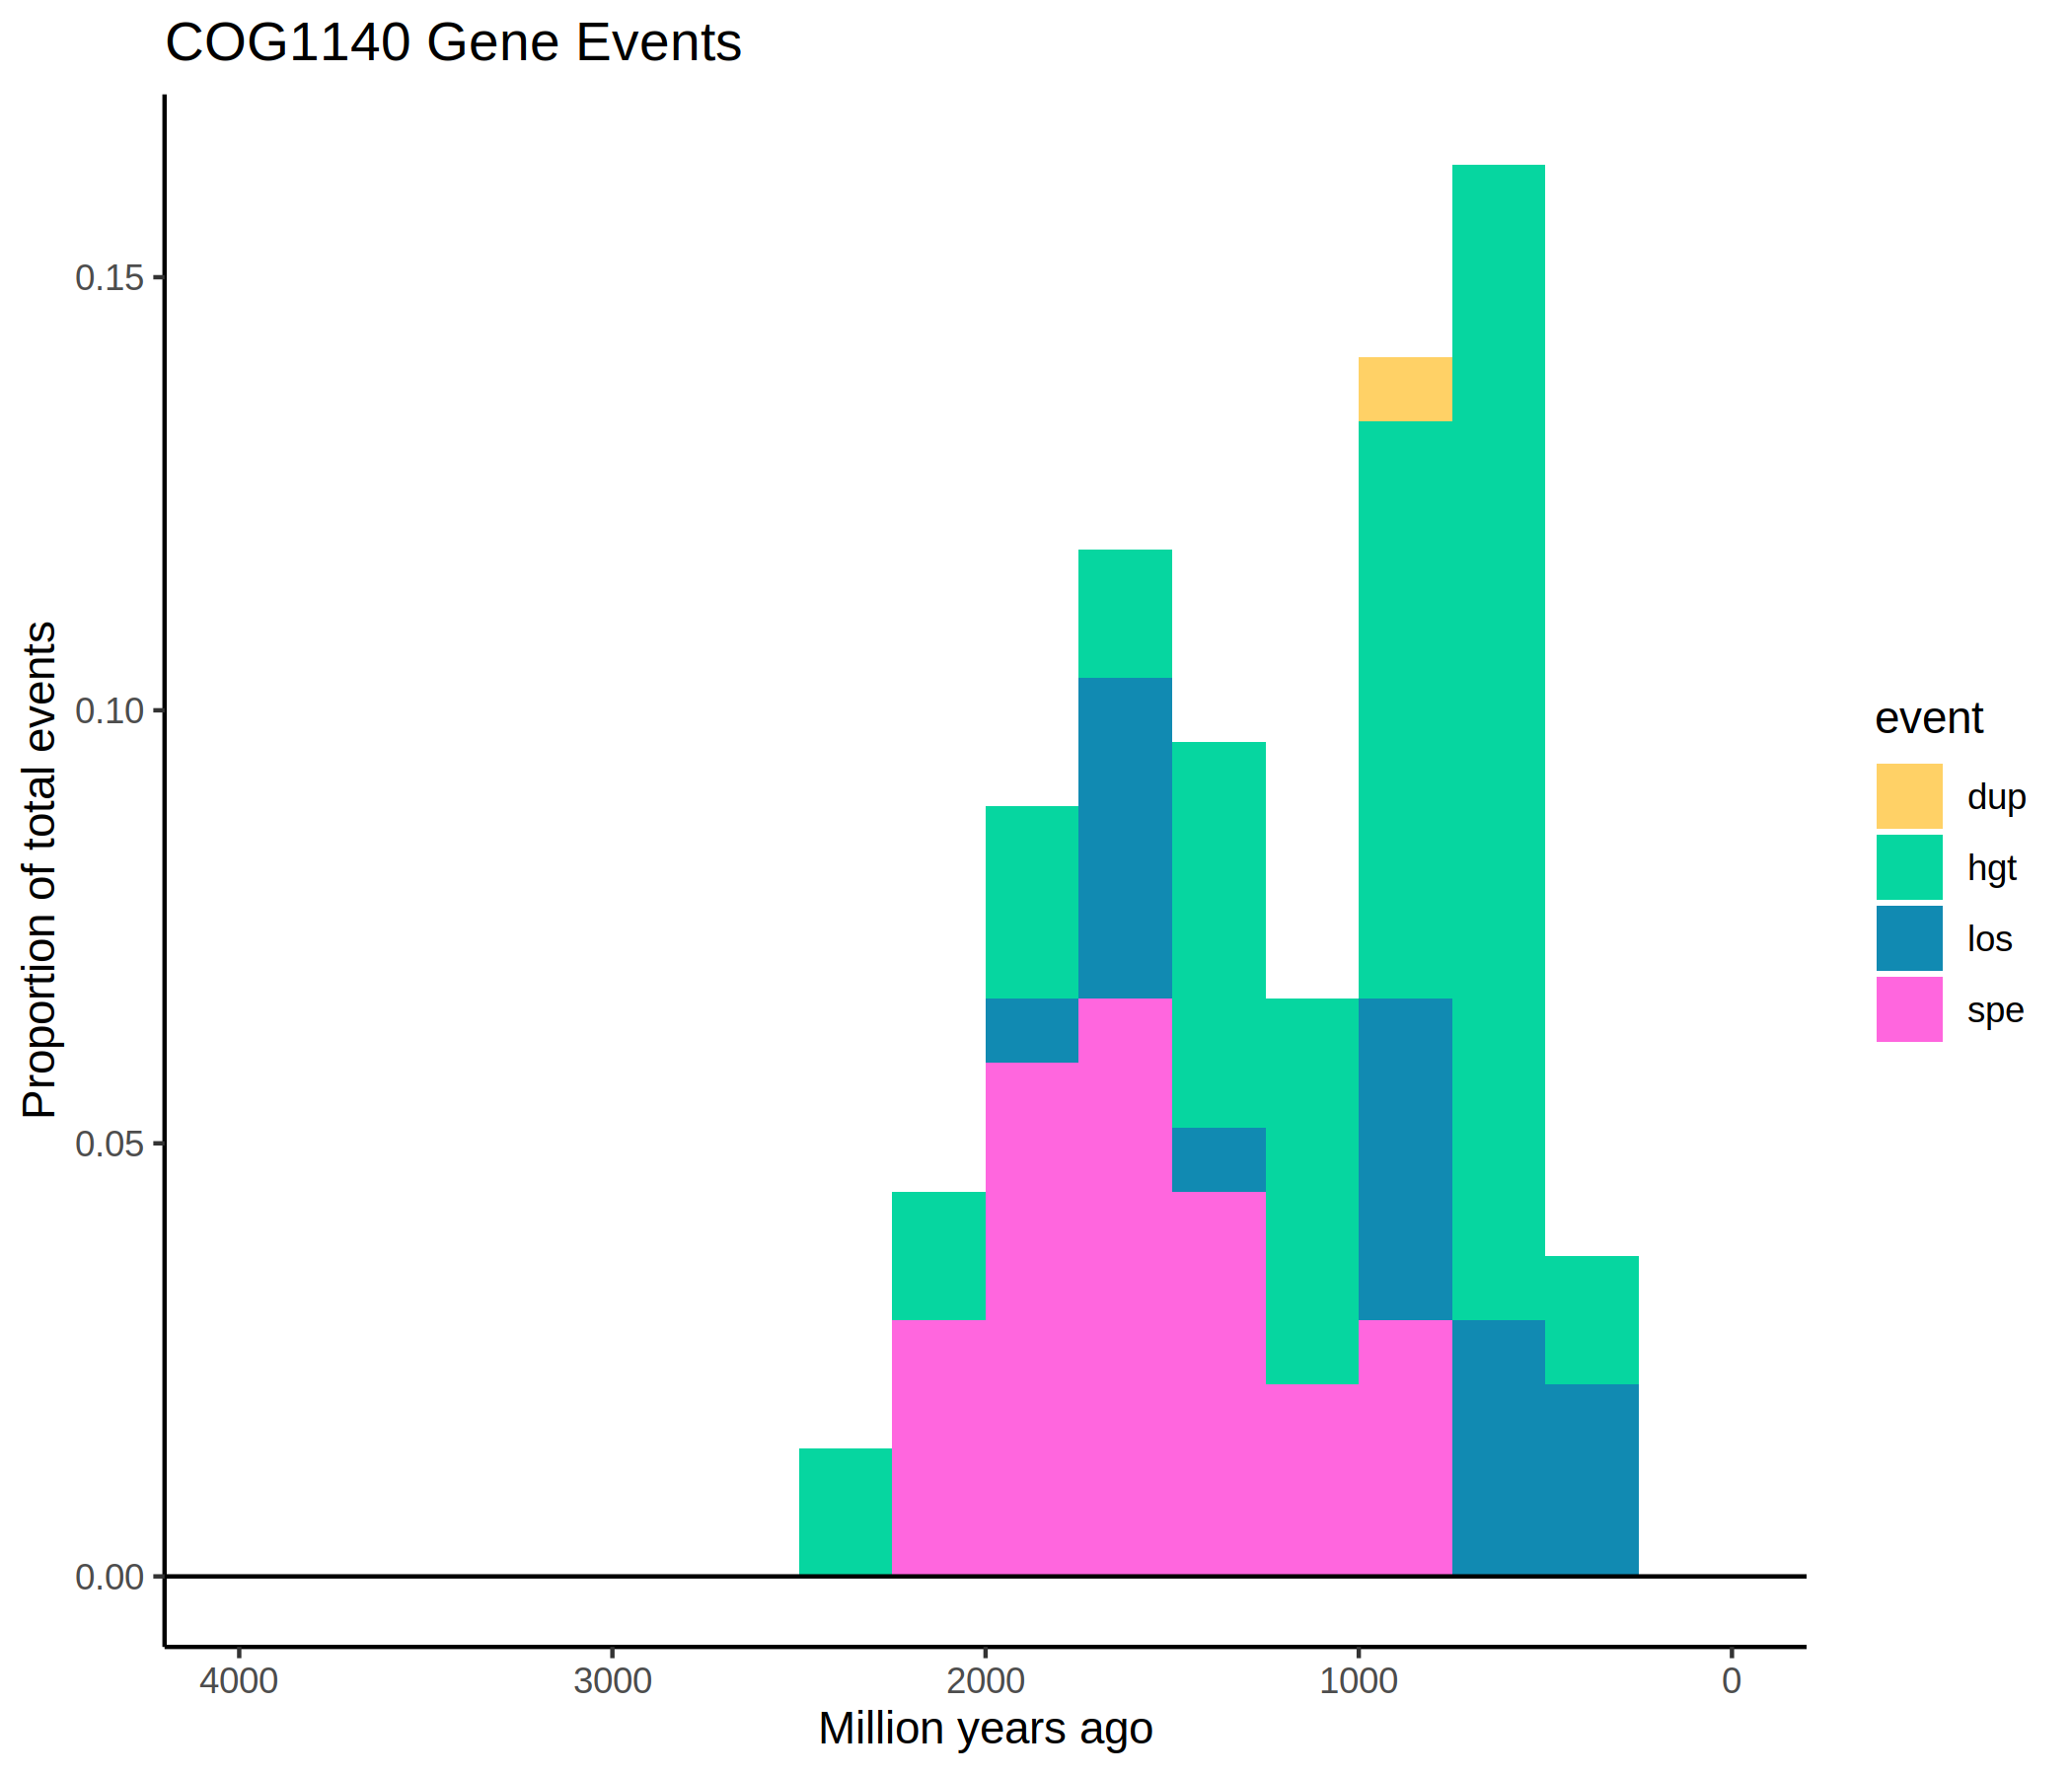 COG1140 Gene Events
Proportion of total events
0.15
0.10
0.05
0.00
4000 3000 2000 1000 0
Million years ago
event
dup
hgt
los
spe